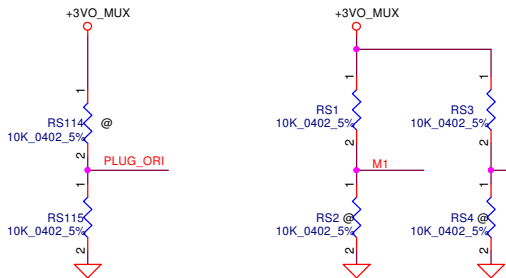 +3VO_MUX
1
RS114 @
10K_0402_5%
2
PLUG_ORI
1
RS115
10K_0402_5%
2
+3VO_MUX
1
RS1
10K_0402_5%
2
M1
1
RS2 @
10K_0402_5%
2
1
RS3
10K_0402_5%
2
1
RS4 @
10K_0402_5%
2